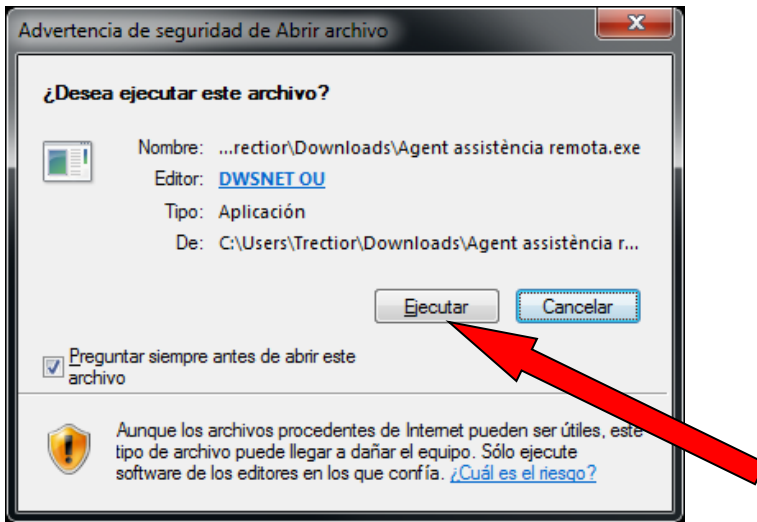 Advertencia de seguridad de Abrir archivo
¿Desea ejecutar este archivo?
Nombre: ...rectior\Downloads\Agent assistència remota.exe
Editor: DWSNET OU
Tipo: Aplicación
De: C:\Users\Trectior\Downloads\Agent assistència r...
Ejecutar Cancelar
Preguntar siempre antes de abrir este
archivo
Aunque los archivos procedentes de Internet pueden ser útiles, este
tipo de archivo puede llegar a dañar el equipo. Sólo ejecute
software de los editores en los que confía. ¿Cuál es el riesgo?